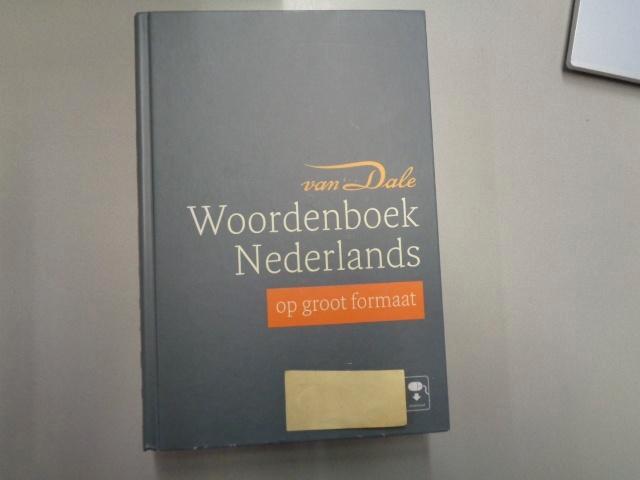 van Dale
Woordenboek
Nederlands
op groot formaat